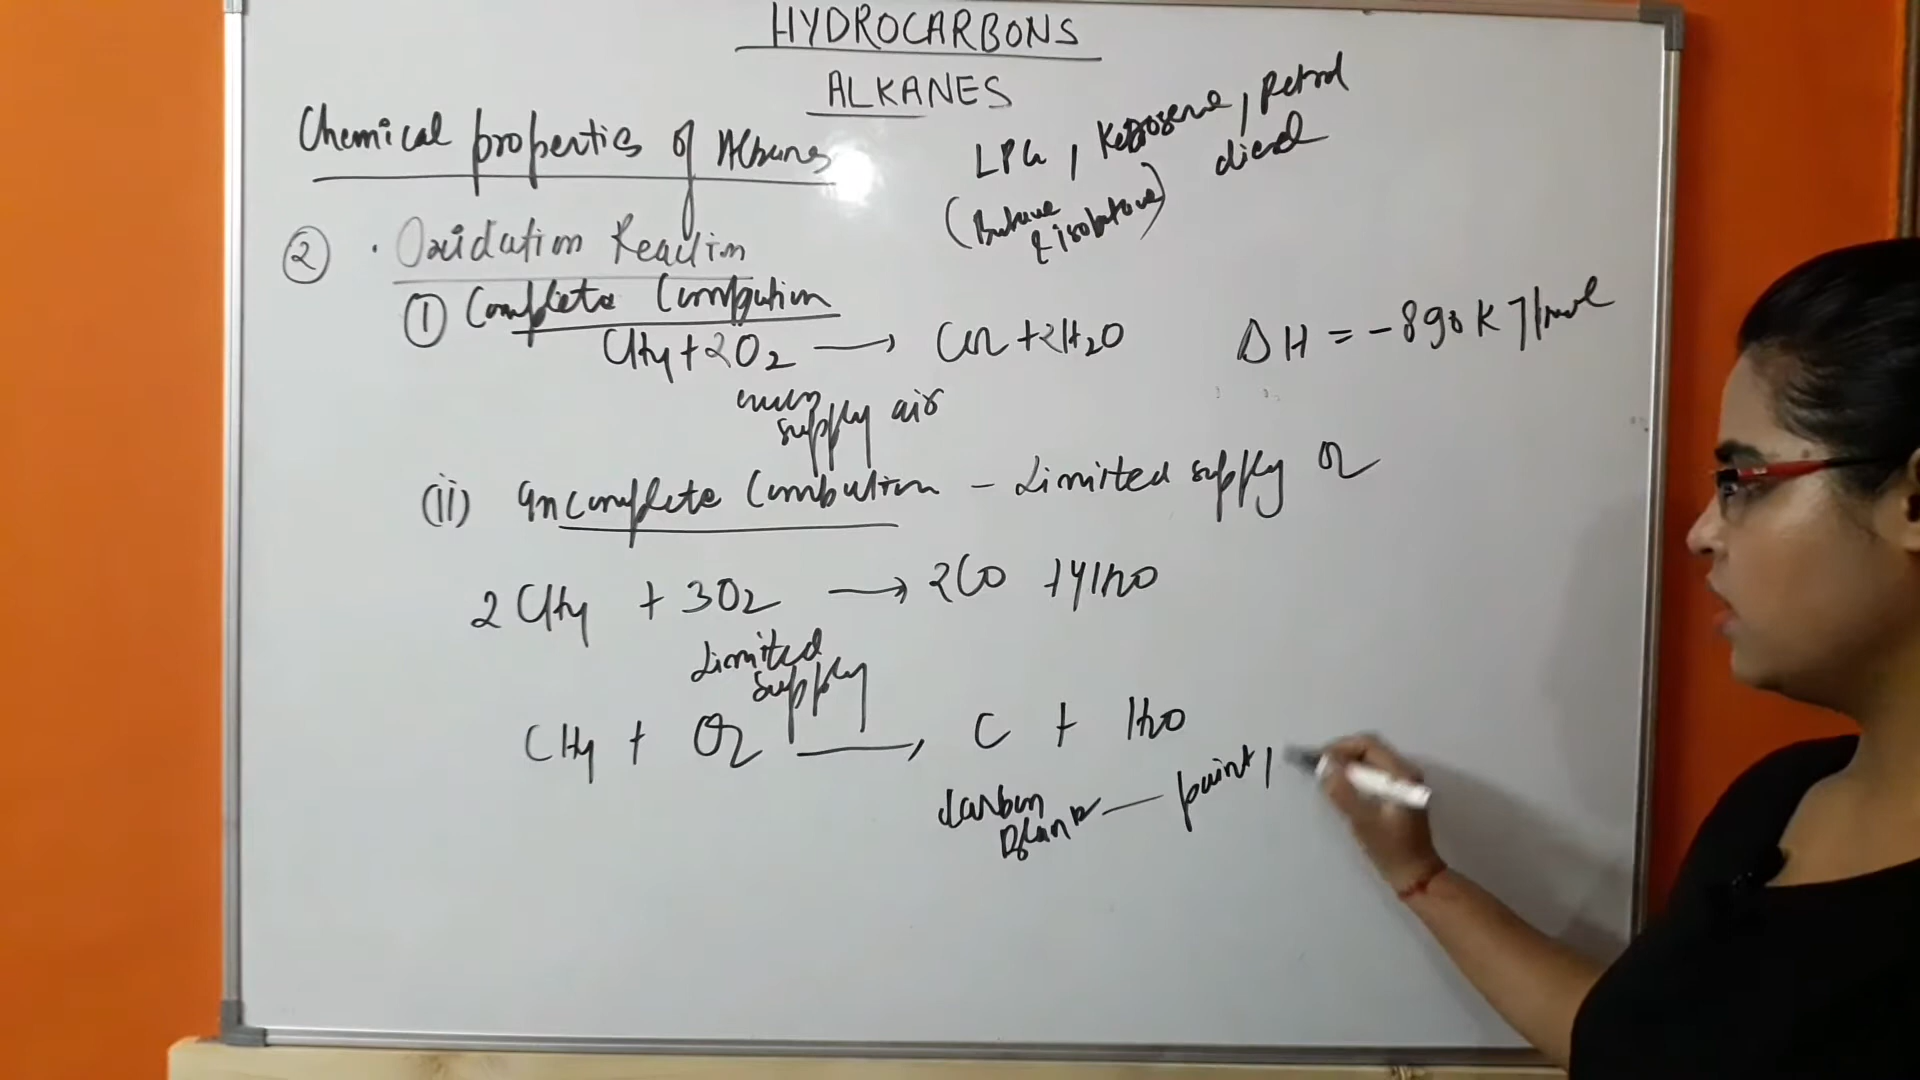 HYDROCARBONS
ALKANES
Chemical properties of Alkanes
LPG, Kerosene, Petrol
diesel
(Butane
& isobutane)
② . Oxidation Reaction
① Complete Combustion
CH4 + 2O2 → CO2 + 2H2O ΔH = -890 KJ/mole
excess
supply air
(ii) Incomplete Combustion - Limited supply O2
2CH4 + 3O2 → 2CO + 4H2O
Limited
supply
CH4 + O2 → C + H2O
Carbon
Black — paint,